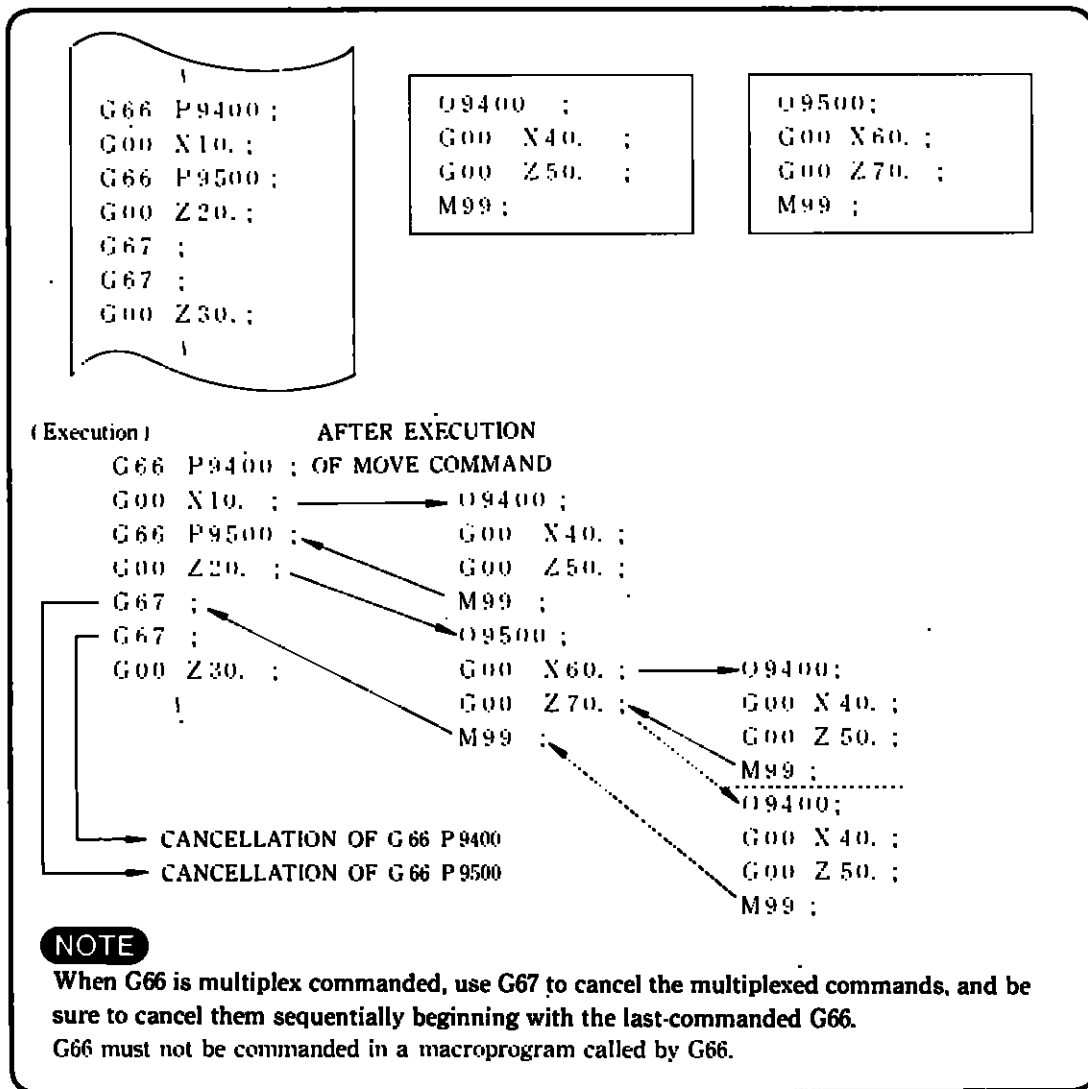 G66 P9400;
G00 X10.;
G66 P9500;
G00 Z20.;
G67 ;
G67 ;
G00 Z30.;
O9400 ;
G00 X40. ;
G00 Z50. ;
M99;
O9500;
G00 X60. ;
G00 Z70. ;
M99 ;
(Execution)
AFTER EXECUTION
OF MOVE COMMAND
G66 P9400 ;
G00 X10. ;
G66 P9500 ;
G00 Z20. ;
G67 ;
G67 ;
G00 Z30. ;
O9400 ;
G00 X40. ;
G00 Z50. ;
M99 ;
O9500 ;
G00 X60. ;
G00 Z70. ;
M99 ;
O9400;
G00 X40. ;
G00 Z50. ;
M99 ;
O9400;
G00 X40. ;
G00 Z50. ;
M99 ;
CANCELLATION OF G66 P9400
CANCELLATION OF G66 P9500
NOTE
When G66 is multiplex commanded, use G67 to cancel the multiplexed commands, and be
sure to cancel them sequentially beginning with the last-commanded G66.
G66 must not be commanded in a macroprogram called by G66.